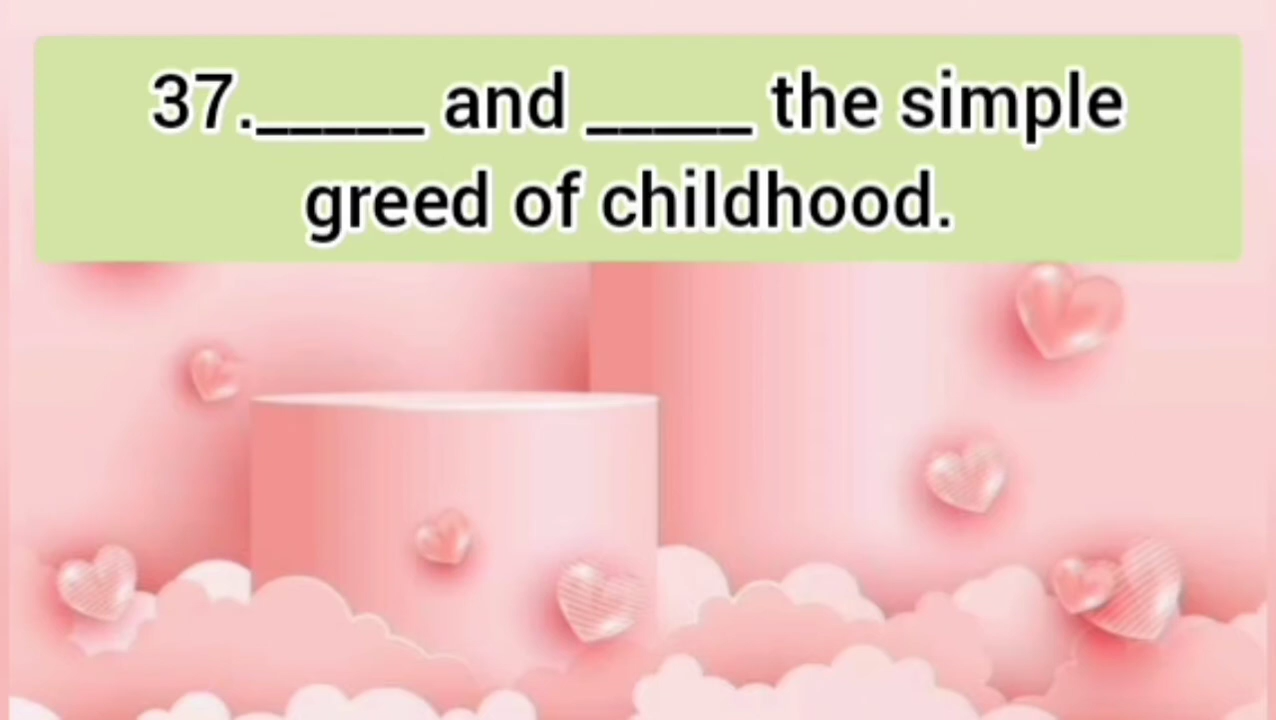 37._____ and _____ the simple
greed of childhood.